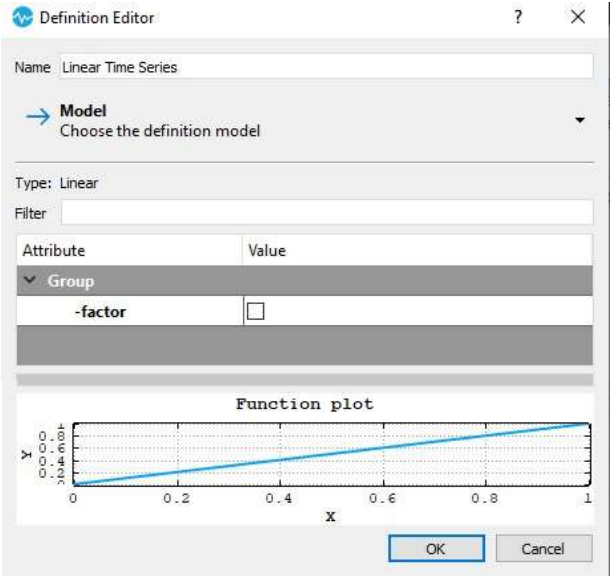 Definition Editor ? ×
Name Linear Time Series
Model
Choose the definition model
Type: Linear
Filter
Attribute Value
Group
-factor
Function plot
Y
1
0.8
0.6
0.4
0.2
0
0 0.2 0.4 0.6 0.8 1
X
OK Cancel